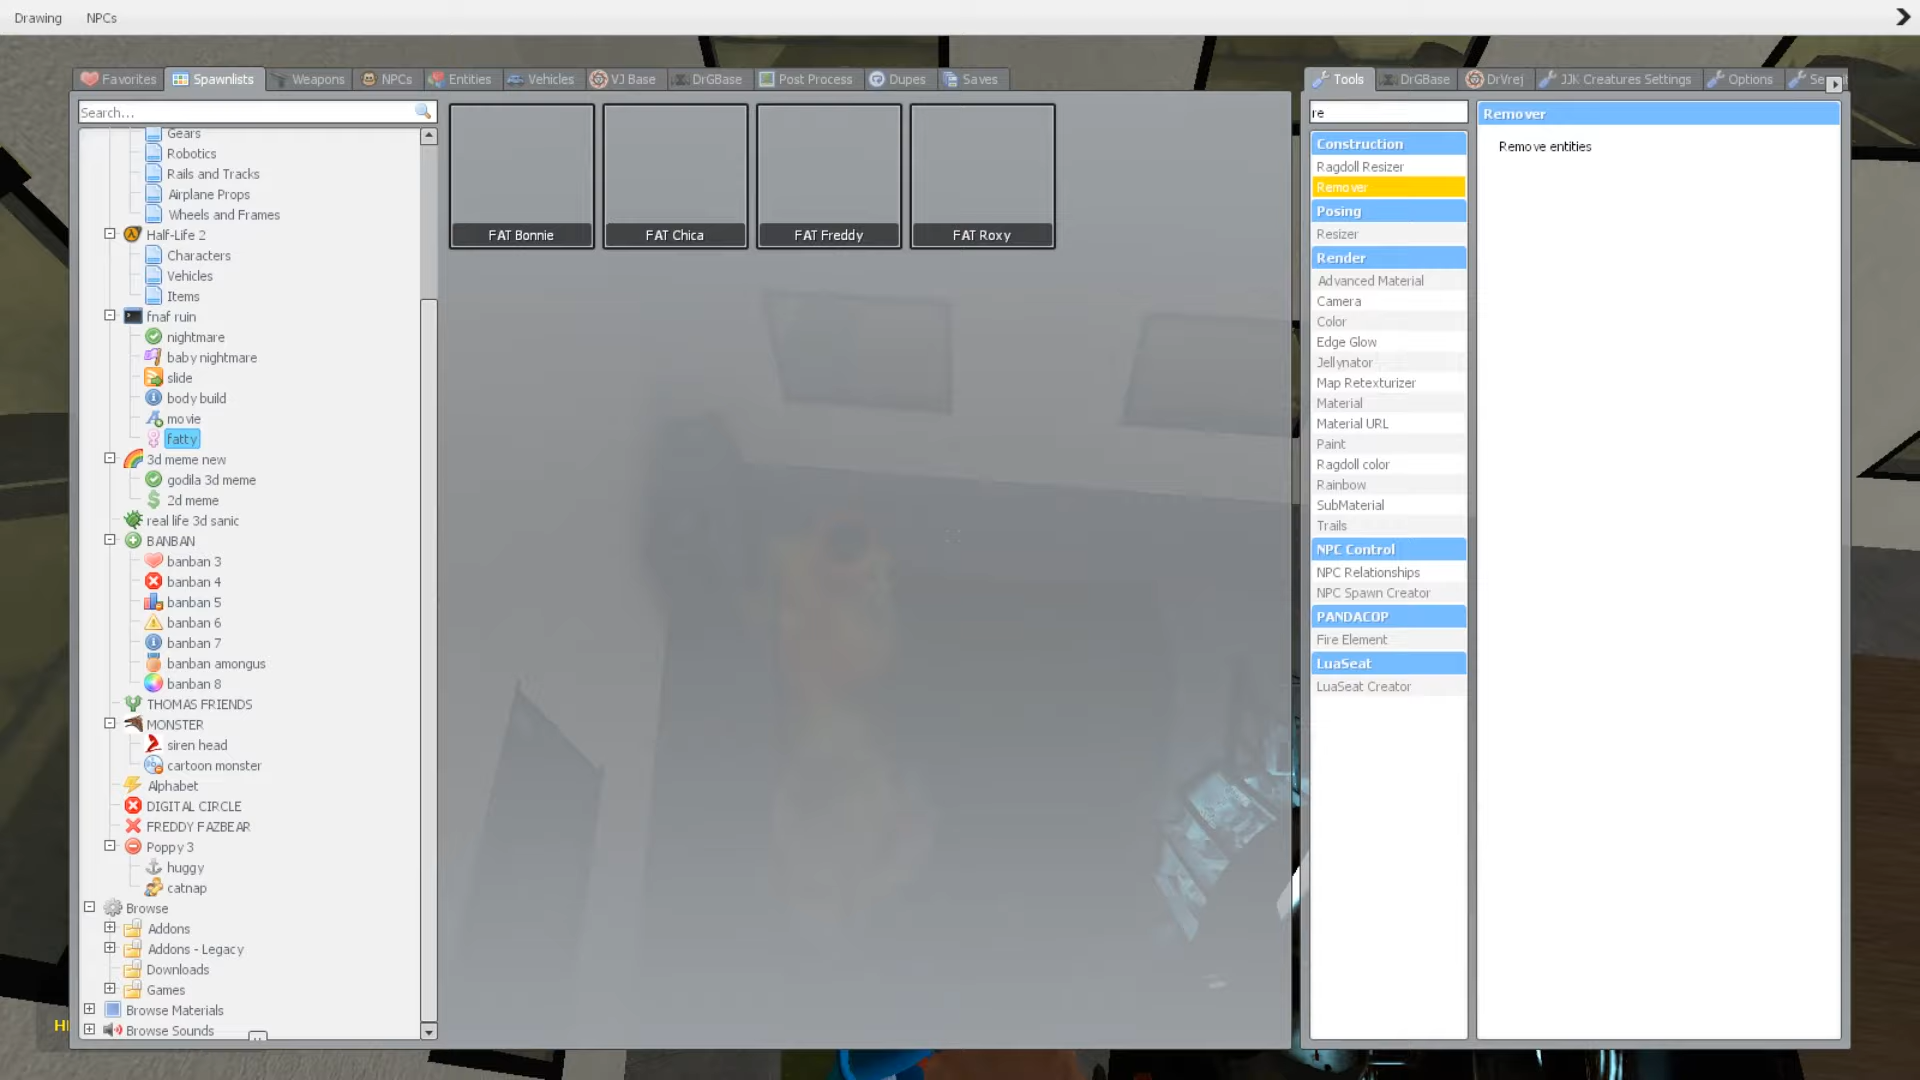 Drawing NPCs
Favorites Spawnlists Weapons NPCs Entities Vehicles VJ Base DrGBase Post Process Dupes Saves
Search...
Gears
Robotics
Rails and Tracks
Airplane Props
Wheels and Frames
Half-Life 2
Characters
Vehicles
Items
fnaf ruin
nightmare
baby nightmare
slide
body build
movie
fatty
3d meme new
godila 3d meme
2d meme
real life 3d sanic
BANBAN
banban 3
banban 4
banban 5
banban 6
banban 7
banban amongus
banban 8
THOMAS FRIENDS
MONSTER
siren head
cartoon monster
Alphabet
DIGITAL CIRCLE
FREDDY FAZBEAR
Poppy 3
huggy
catnap
Browse
Addons
Addons - Legacy
Downloads
Games
Browse Materials
Browse Sounds
FAT Bonnie FAT Chica FAT Freddy FAT Roxy
Tools DrGBase DrVrej JJK Creatures Settings Options
re
Construction
Ragdoll Resizer
Remover
Posing
Resizer
Render
Advanced Material
Camera
Color
Edge Glow
Jellynator
Map Retexturizer
Material
Material URL
Paint
Ragdoll color
Rainbow
SubMaterial
Trails
NPC Control
NPC Relationships
NPC Spawn Creator
PANDACOP
Fire Element
LuaSeat
LuaSeat Creator
Remover
Remove entities